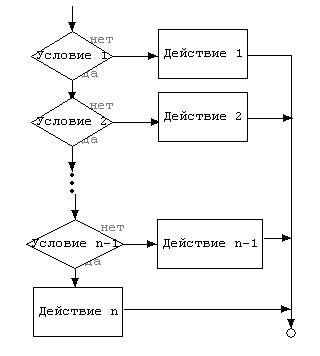 нет
Условие 1
Действие 1
да
нет
Условие 2
Действие 2
да
нет
Условие n-1
Действие n-1
да
Действие n